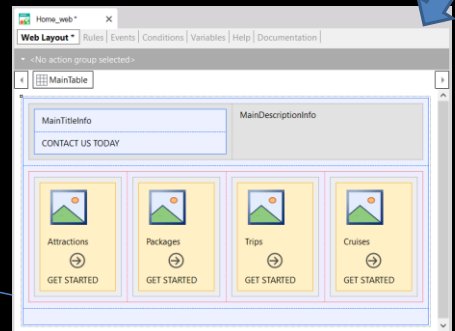 Home_web *
Web Layout * | Rules | Events | Conditions | Variables | Help | Documentation |
<No action group selected>
MainTable
MainTitleInfo
MainDescriptionInfo
CONTACT US TODAY
Attractions
Packages
Trips
Cruises
GET STARTED
GET STARTED
GET STARTED
GET STARTED